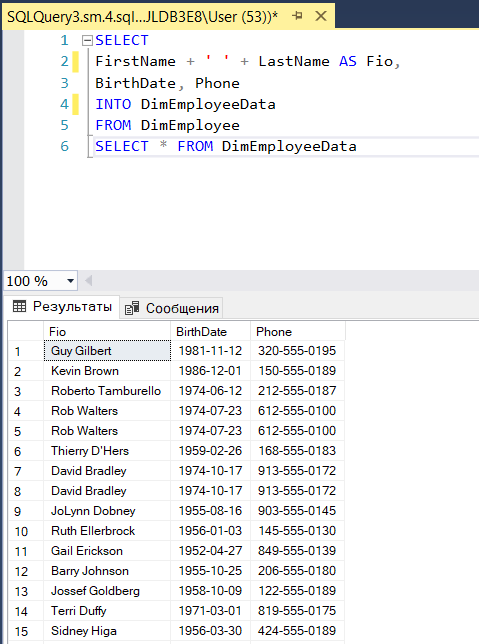 SQLQuery3.sm.4.sql...JLDB3E8\User (53))*
1 SELECT
2 FirstName + ' ' + LastName AS Fio,
3 BirthDate, Phone
4 INTO DimEmployeeData
5 FROM DimEmployee
6 SELECT * FROM DimEmployeeData
100 %
Результаты Сообщения
Fio BirthDate Phone
1 Guy Gilbert 1981-11-12 320-555-0195
2 Kevin Brown 1986-12-01 150-555-0189
3 Roberto Tamburello 1974-06-12 212-555-0187
4 Rob Walters 1974-07-23 612-555-0100
5 Rob Walters 1974-07-23 612-555-0100
6 Thierry D'Hers 1959-02-26 168-555-0183
7 David Bradley 1974-10-17 913-555-0172
8 David Bradley 1974-10-17 913-555-0172
9 JoLynn Dobney 1955-08-16 903-555-0145
10 Ruth Ellerbrock 1956-01-03 145-555-0130
11 Gail Erickson 1952-04-27 849-555-0139
12 Barry Johnson 1955-10-25 206-555-0180
13 Jossef Goldberg 1958-10-09 122-555-0189
14 Terri Duffy 1971-03-01 819-555-0175
15 Sidney Higa 1956-03-30 424-555-0189